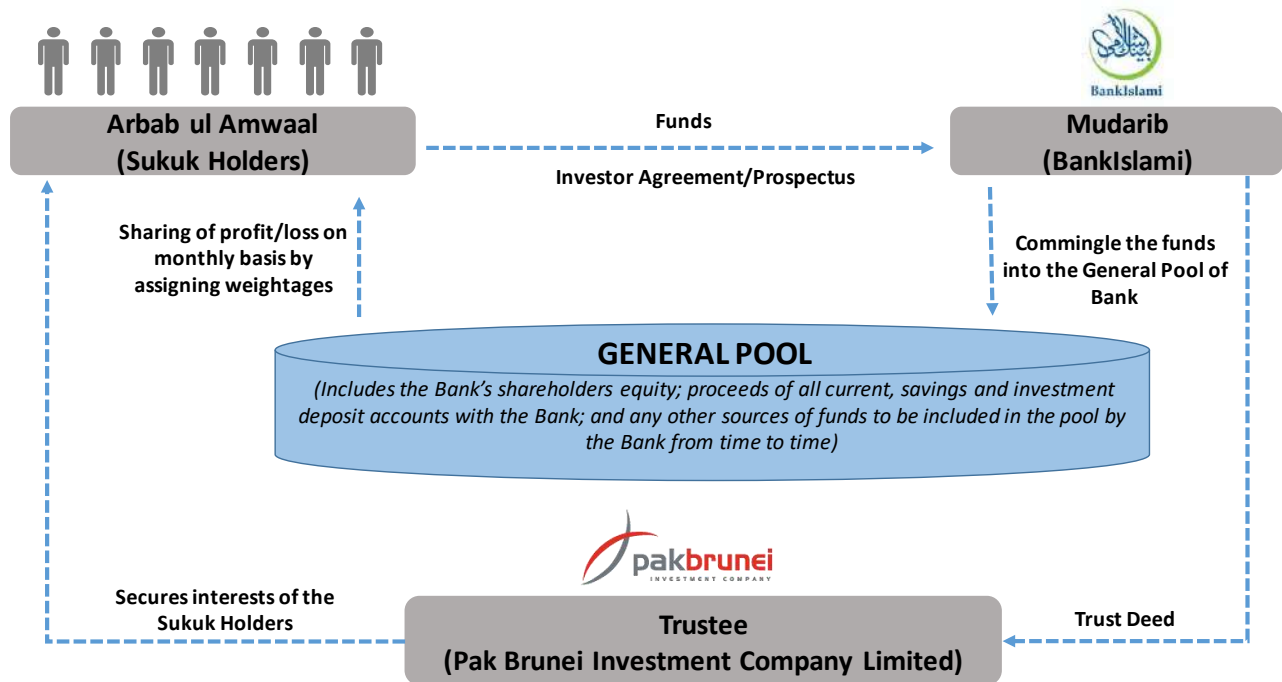 بینک اسلامی
BankIslami
Arbab ul Amwaal
(Sukuk Holders)
Funds
Investor Agreement/Prospectus
Mudarib
(BankIslami)
Sharing of profit/loss on
monthly basis by
assigning weightages
Commingle the funds
into the General Pool of
Bank
GENERAL POOL
(Includes the Bank's shareholders equity; proceeds of all current, savings and investment
deposit accounts with the Bank; and any other sources of funds to be included in the pool by
the Bank from time to time)
pakbrunei
INVESTMENT COMPANY
Secures interests of the
Sukuk Holders
Trustee
(Pak Brunei Investment Company Limited)
Trust Deed